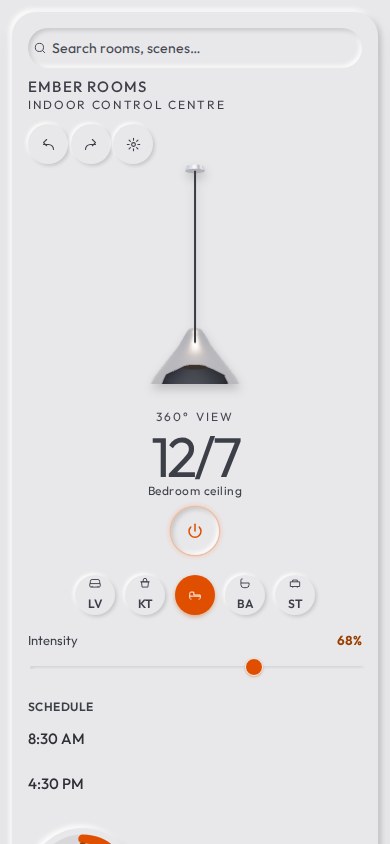 Search rooms, scenes…
EMBER ROOMS
INDOOR CONTROL CENTRE
360° VIEW
12/7
Bedroom ceiling
LV KT BA ST
Intensity 68%
SCHEDULE
8:30 AM
4:30 PM